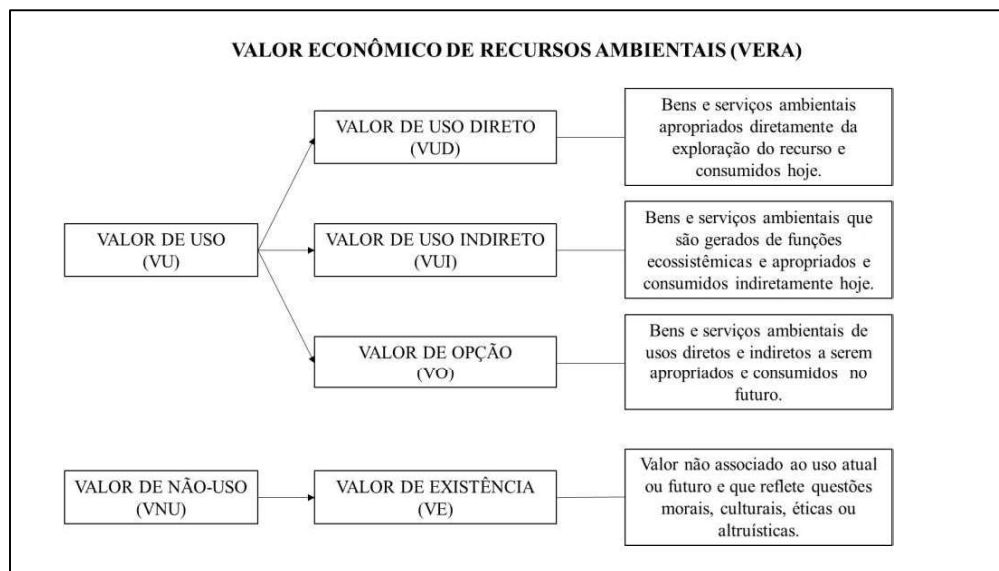 VALOR ECONÔMICO DE RECURSOS AMBIENTAIS (VERA)
VALOR DE USO
(VU)
VALOR DE USO DIRETO
(VUD)
Bens e serviços ambientais
apropriados diretamente da
exploração do recurso e
consumidos hoje.
VALOR DE USO INDIRETO
(VUI)
Bens e serviços ambientais que
são gerados de funções
ecossistêmicas e apropriados e
consumidos indiretamente hoje.
VALOR DE OPÇÃO
(VO)
Bens e serviços ambientais de
usos diretos e indiretos a serem
apropriados e consumidos no
futuro.
VALOR DE NÃO-USO
(VNU)
VALOR DE EXISTÊNCIA
(VE)
Valor não associado ao uso atual
ou futuro e que reflete questões
morais, culturais, éticas ou
altruísticas.